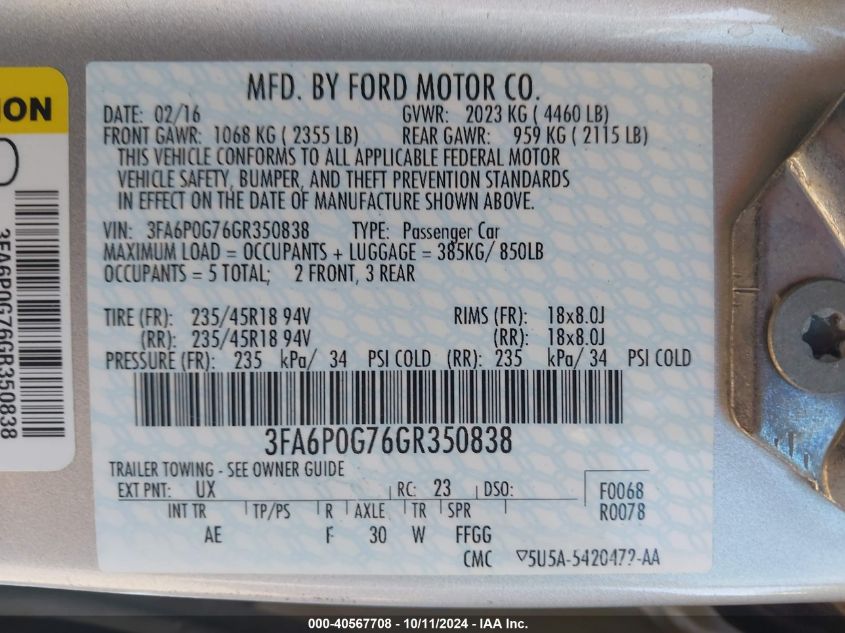 MFD. BY FORD MOTOR CO.
DATE: 02/16 GVWR: 2023 KG ( 4460 LB)
FRONT GAWR: 1068 KG ( 2355 LB) REAR GAWR: 959 KG ( 2115 LB)
THIS VEHICLE CONFORMS TO ALL APPLICABLE FEDERAL MOTOR
VEHICLE SAFETY, BUMPER, AND THEFT PREVENTION STANDARDS
IN EFFECT ON THE DATE OF MANUFACTURE SHOWN ABOVE.
VIN: 3FA6P0G76GR350838 TYPE: Passenger Car
MAXIMUM LOAD = OCCUPANTS + LUGGAGE = 385KG/ 850LB
OCCUPANTS = 5 TOTAL; 2 FRONT, 3 REAR
TIRE (FR): 235/45R18 94V RIMS (FR): 18x8.0J
(RR): 235/45R18 94V (RR): 18x8.0J
PRESSURE (FR): 235 kPa/ 34 PSI COLD (RR): 235 kPa/ 34 PSI COLD
3FA6P0G76GR350838
TRAILER TOWING - SEE OWNER GUIDE
EXT PNT: UX RC: 23 DSO: F0068
INT TR TP/PS R AXLE TR SPR R0078
AE F 30 W FFGG
CMC 5U5A-5420472-AA
ION
3FA6P0G76GR350838
000-40567708 - 10/11/2024 - IAA Inc.